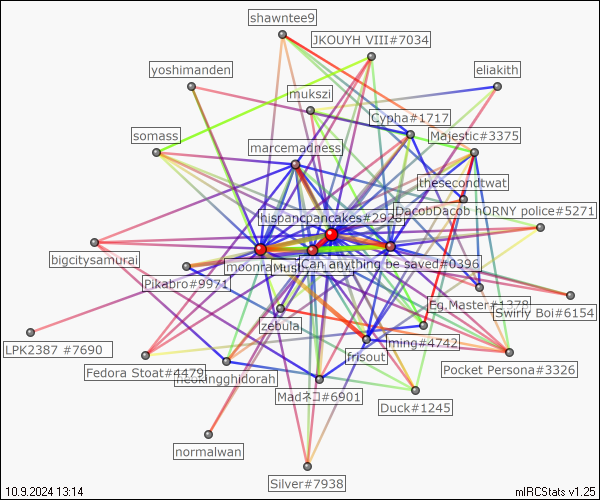 shawntee9
JKOUYH VIII#7034
yoshimanden
eliakith
mukszi
Cypha#1717
somass
Majestic#3375
marcemadness
thesecondtwat
DacobDacob hORNY police#5271
hispancpancakes#2928
bigcitysamurai
moonra
Must
Can anything be saved#0396
Pikabro#9971
Eg.Master#1378
Swirly Boi#6154
zebula
ming#4742
LPK2387 #7690
frisout
Fedora Stoat#4479
neokingghidorah
Pocket Persona#3326
Madネコ#6901
Duck#1245
normalwan
Silver#7938
10.9.2024 13:14
mIRCStats v1.25